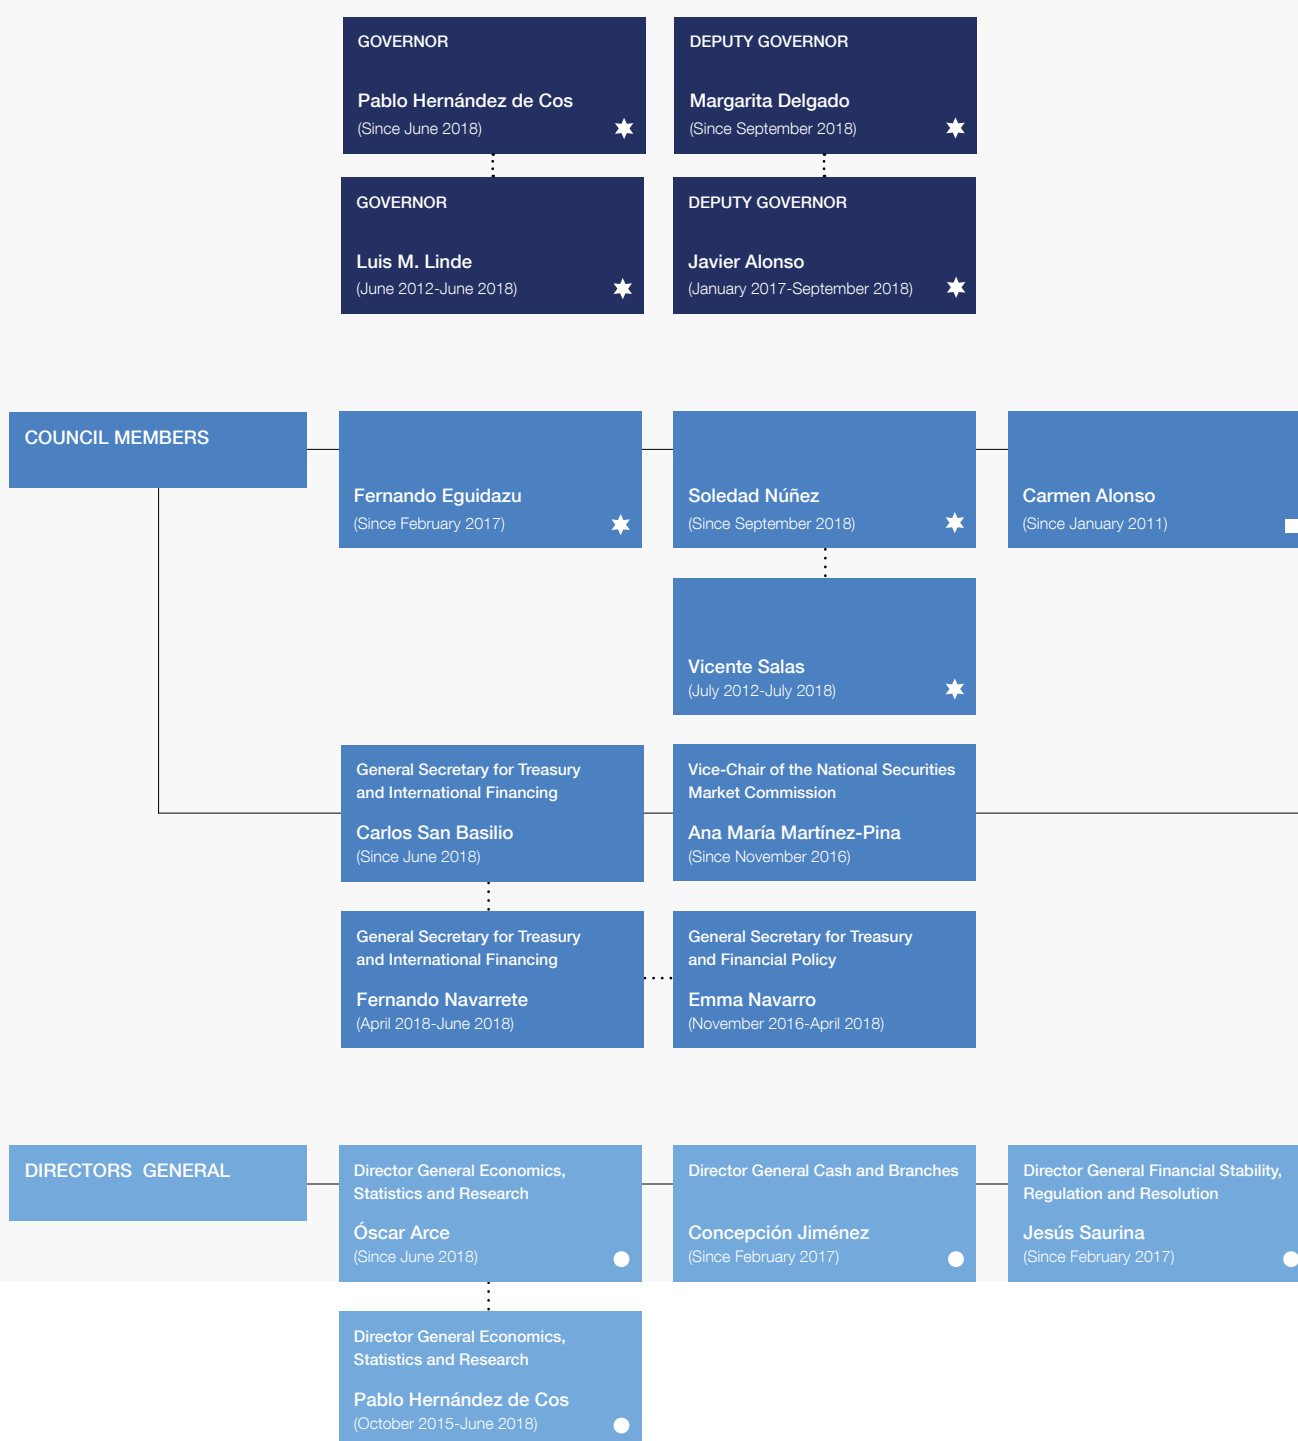 GOVERNOR
Pablo Hernández de Cos
(Since June 2018)
DEPUTY GOVERNOR
Margarita Delgado
(Since September 2018)
GOVERNOR
Luis M. Linde
(June 2012-June 2018)
DEPUTY GOVERNOR
Javier Alonso
(January 2017-September 2018)
COUNCIL MEMBERS
Fernando Eguidazu
(Since February 2017)
Soledad Núñez
(Since September 2018)
Carmen Alonso
(Since January 2011)
Vicente Salas
(July 2012-July 2018)
General Secretary for Treasury
and International Financing
Carlos San Basilio
(Since June 2018)
Vice-Chair of the National Securities
Market Commission
Ana María Martínez-Pina
(Since November 2016)
General Secretary for Treasury
and International Financing
Fernando Navarrete
(April 2018-June 2018)
General Secretary for Treasury
and Financial Policy
Emma Navarro
(November 2016-April 2018)
DIRECTORS GENERAL
Director General Economics,
Statistics and Research
Óscar Arce
(Since June 2018)
Director General Cash and Branches
Concepción Jiménez
(Since February 2017)
Director General Financial Stability,
Regulation and Resolution
Jesús Saurina
(Since February 2017)
Director General Economics,
Statistics and Research
Pablo Hernández de Cos
(October 2015-June 2018)